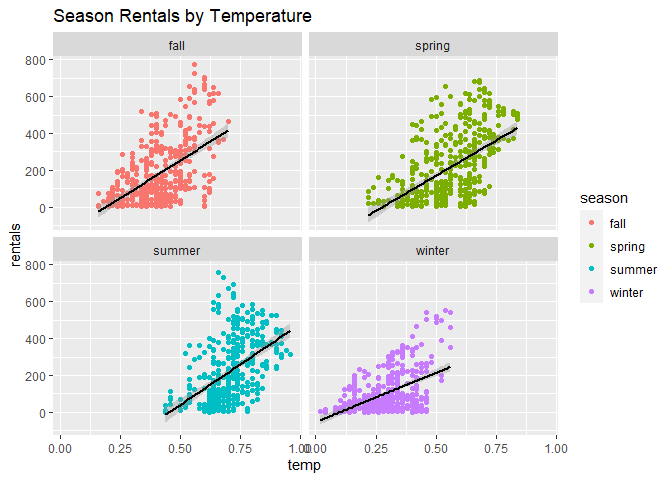 Season Rentals by Temperature
fall
spring
800
600
400
200
0
summer
winter
800
600
400
200
0
rentals
0.00
0.25
0.50
0.75
1.00
0.00
0.25
0.50
0.75
1.00
temp
season
fall
spring
summer
winter